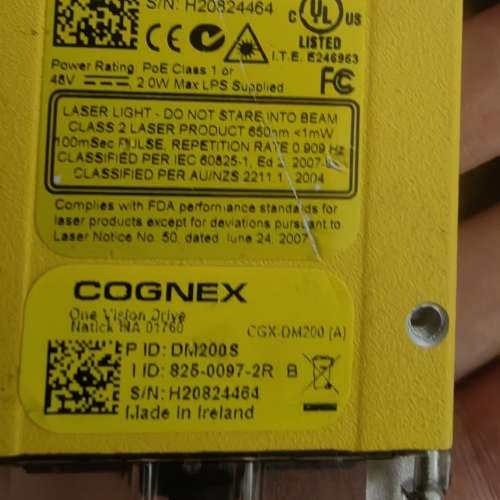 S/N: H20824464
C UL US
LISTED
I.T.E. E246963
CE
Power Rating: PoE Class 1 or
48V 2.0W Max LPS Supplied
FC
LASER LIGHT - DO NOT STARE INTO BEAM
CLASS 2 LASER PRODUCT 650nm <1mW
100mSec PULSE, REPETITION RATE 0.909 Hz
CLASSIFIED PER IEC 60825-1, Ed 2, 2007-
CLASSIFIED PER AU/NZS 2211.1, 2004
Complies with FDA performance standards for
laser products except for deviations pursuant to
Laser Notice No. 50, dated June 24, 2007
COGNEX
One Vision Drive
Natick MA 01760
CGX-DM200 [A]
P ID: DM200S
I ID: 825-0097-2R B
S/N: H20824464
Made in Ireland